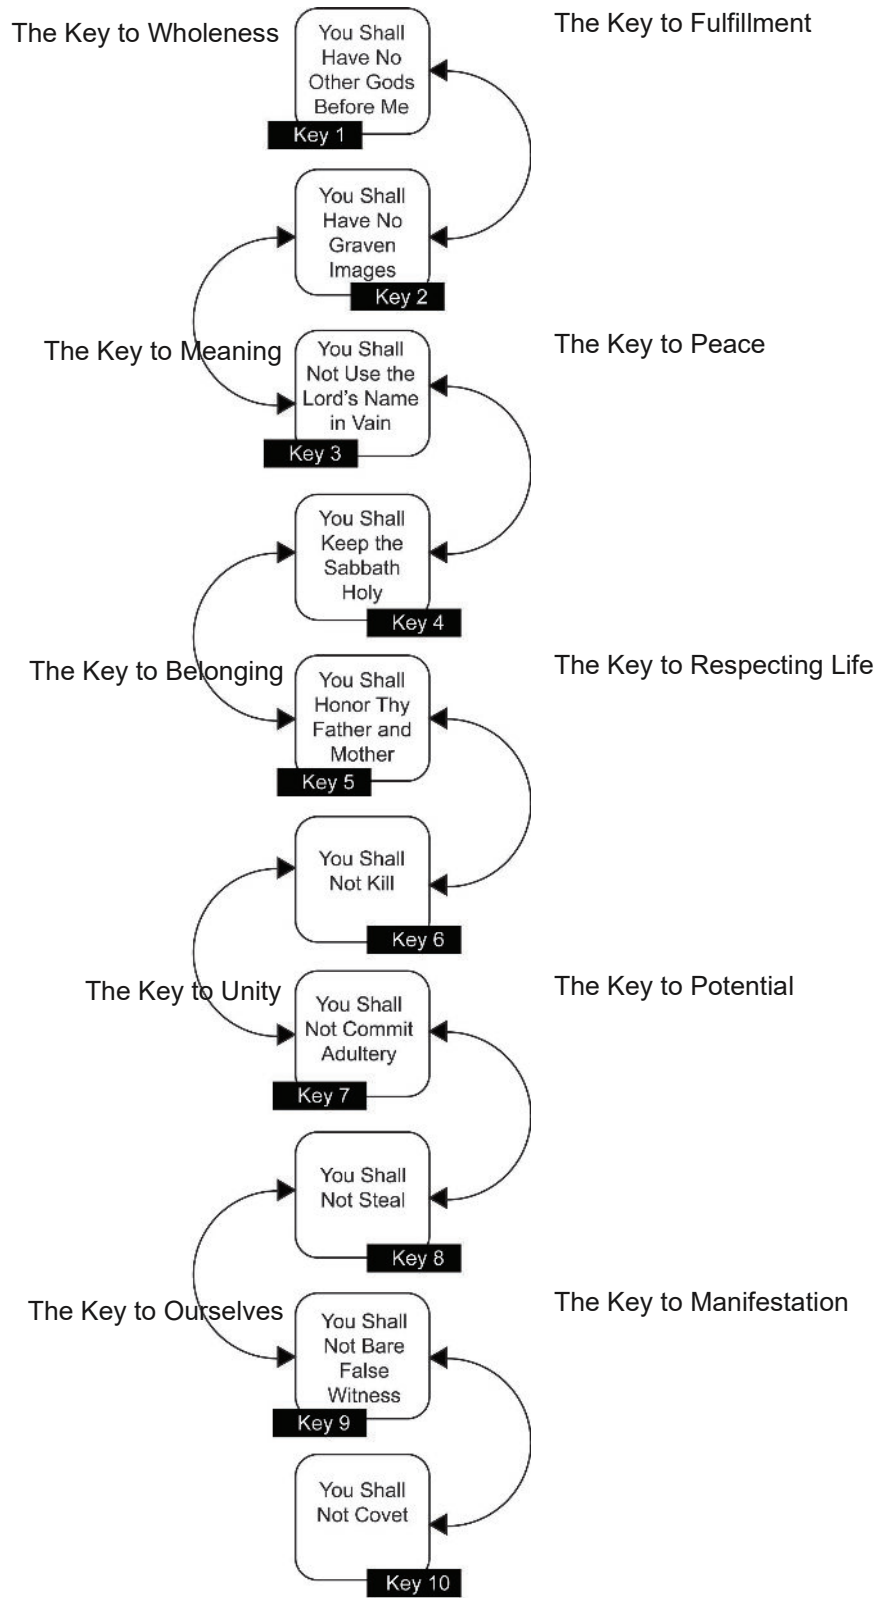 The Key to Wholeness
You Shall
Have No
Other Gods
Before Me
Key 1
The Key to Fulfillment
You Shall
Have No
Graven
Images
Key 2
The Key to Meaning
You Shall
Not Use the
Lord's Name
in Vain
Key 3
The Key to Peace
You Shall
Keep the
Sabbath
Holy
Key 4
The Key to Belonging
You Shall
Honor Thy
Father and
Mother
Key 5
The Key to Respecting Life
You Shall
Not Kill
Key 6
The Key to Unity
You Shall
Not Commit
Adultery
Key 7
The Key to Potential
You Shall
Not Steal
Key 8
The Key to Ourselves
You Shall
Not Bare
False
Witness
Key 9
The Key to Manifestation
You Shall
Not Covet
Key 10